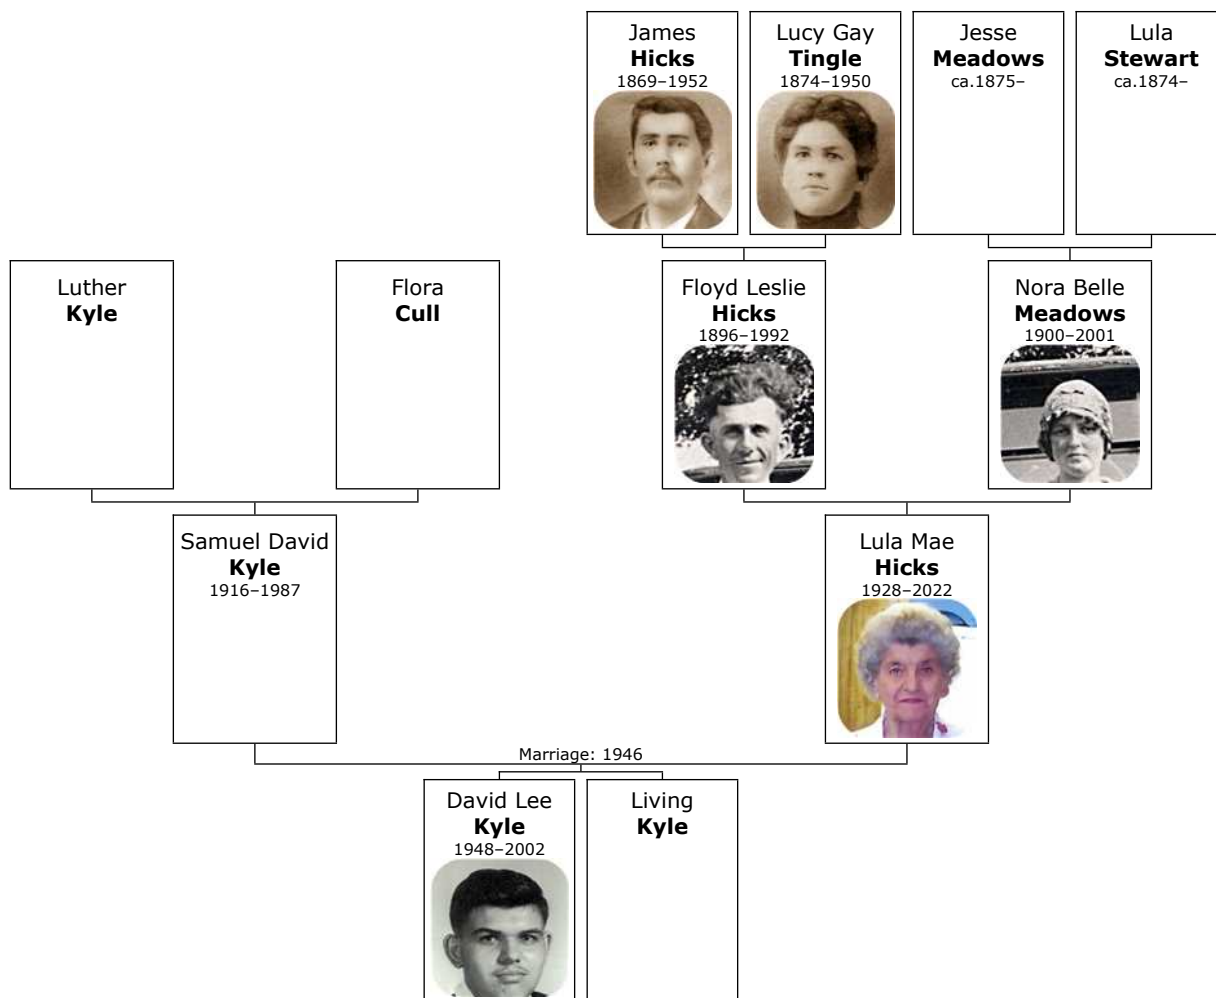 James
Hicks
1869–1952
Lucy Gay
Tingle
1874–1950
Jesse
Meadows
ca.1875–
Lula
Stewart
ca.1874–
Luther
Kyle
Flora
Cull
Floyd Leslie
Hicks
1896–1992
Nora Belle
Meadows
1900–2001
Samuel David
Kyle
1916–1987
Lula Mae
Hicks
1928–2022
Marriage: 1946
David Lee
Kyle
1948–2002
Living
Kyle